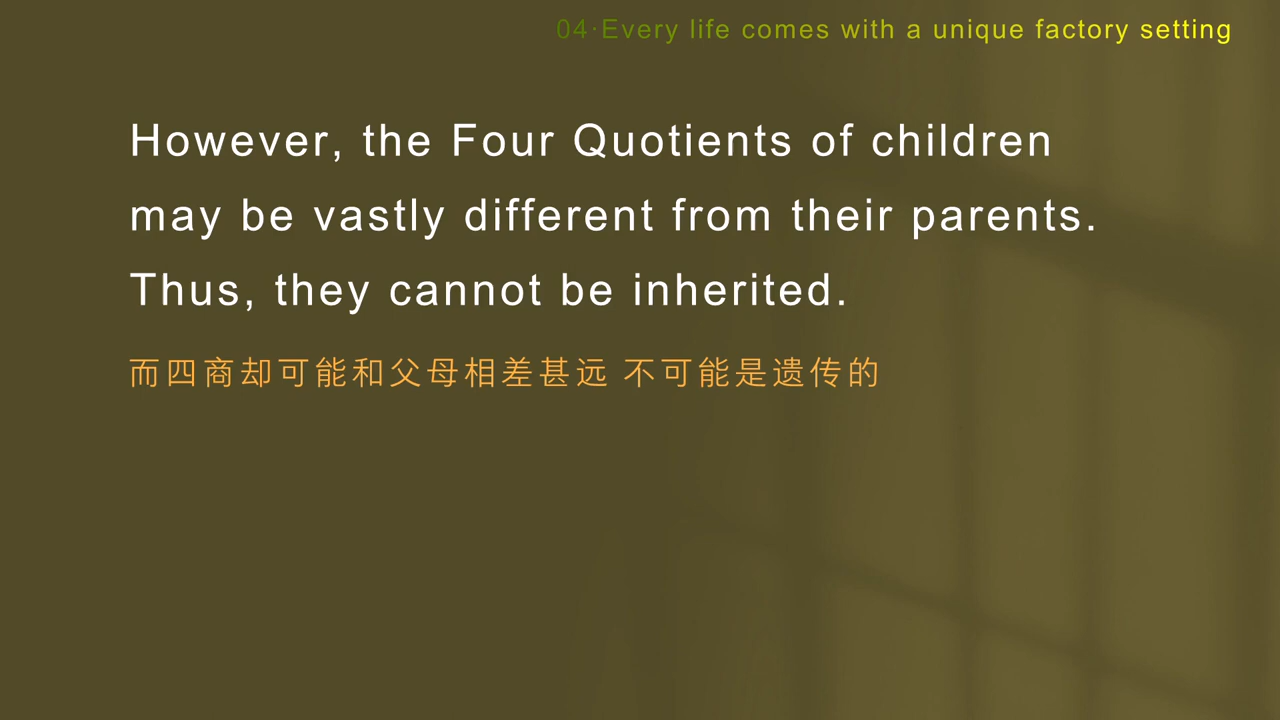 04·Every life comes with a unique factory setting
However, the Four Quotients of children
may be vastly different from their parents.
Thus, they cannot be inherited.
而四商却可能和父母相差甚远 不可能是遗传的